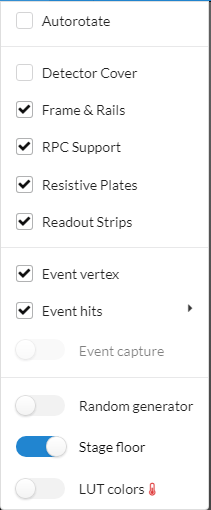 Autorotate
Detector Cover
Frame & Rails
RPC Support
Resistive Plates
Readout Strips
Event vertex
Event hits
Event capture
Random generator
Stage floor
LUT colors